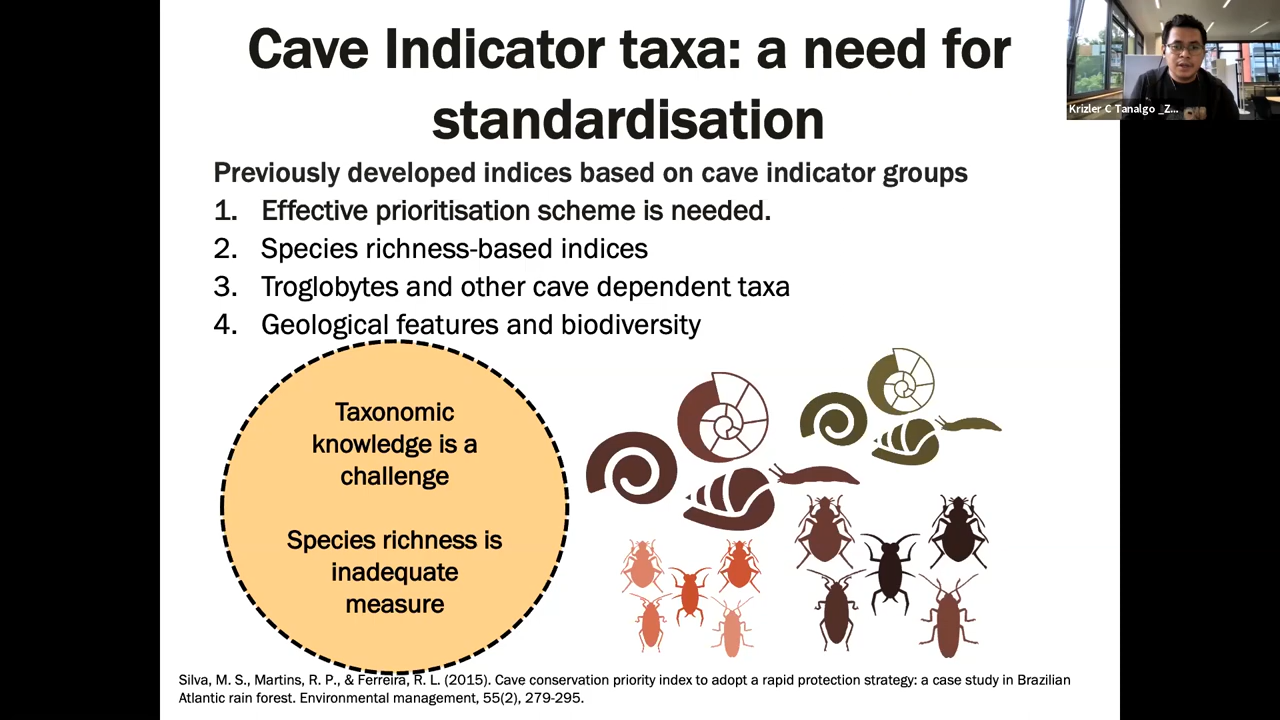 Cave Indicator taxa: a need for
standardisation
Krizler C Tanalgo _Z...
Previously developed indices based on cave indicator groups
1. Effective prioritisation scheme is needed.
2. Species richness-based indices
3. Troglobytes and other cave dependent taxa
4. Geological features and biodiversity
Taxonomic
knowledge is a
challenge
Species richness is
inadequate
measure
Silva, M. S., Martins, R. P., & Ferreira, R. L. (2015). Cave conservation priority index to adopt a rapid protection strategy: a case study in Brazilian
Atlantic rain forest. Environmental management, 55(2), 279-295.